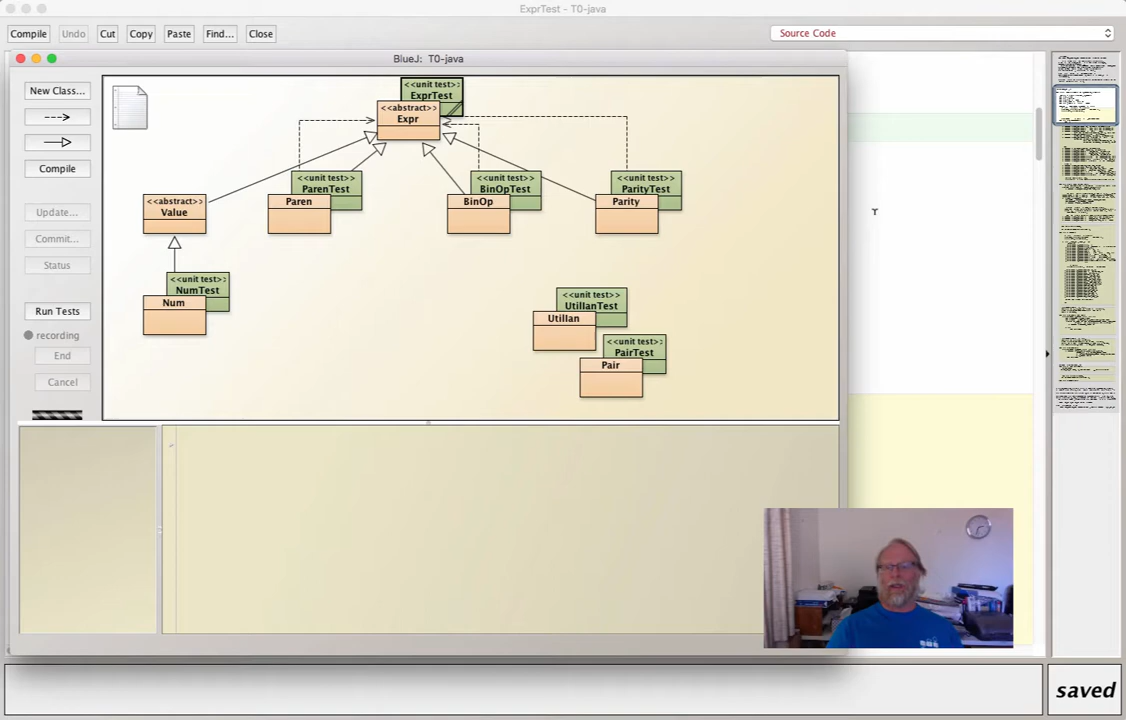 ExprTest - T0-java
Compile Undo Cut Copy Paste Find... Close Source Code
BlueJ: T0-java
New Class...
Compile
Update...
Commit...
Status
Run Tests
recording
End
Cancel
<<unit test>>
ExprTest
<<abstract>>
Expr
<<unit test>>
ParenTest
Paren
<<unit test>>
BinOpTest
BinOp
<<unit test>>
ParityTest
Parity
<<abstract>>
Value
<<unit test>
NumTest
Num
<<unit test>>
UtilIanTest
UtilIan
<<unit test>
PairTest
Pair
saved